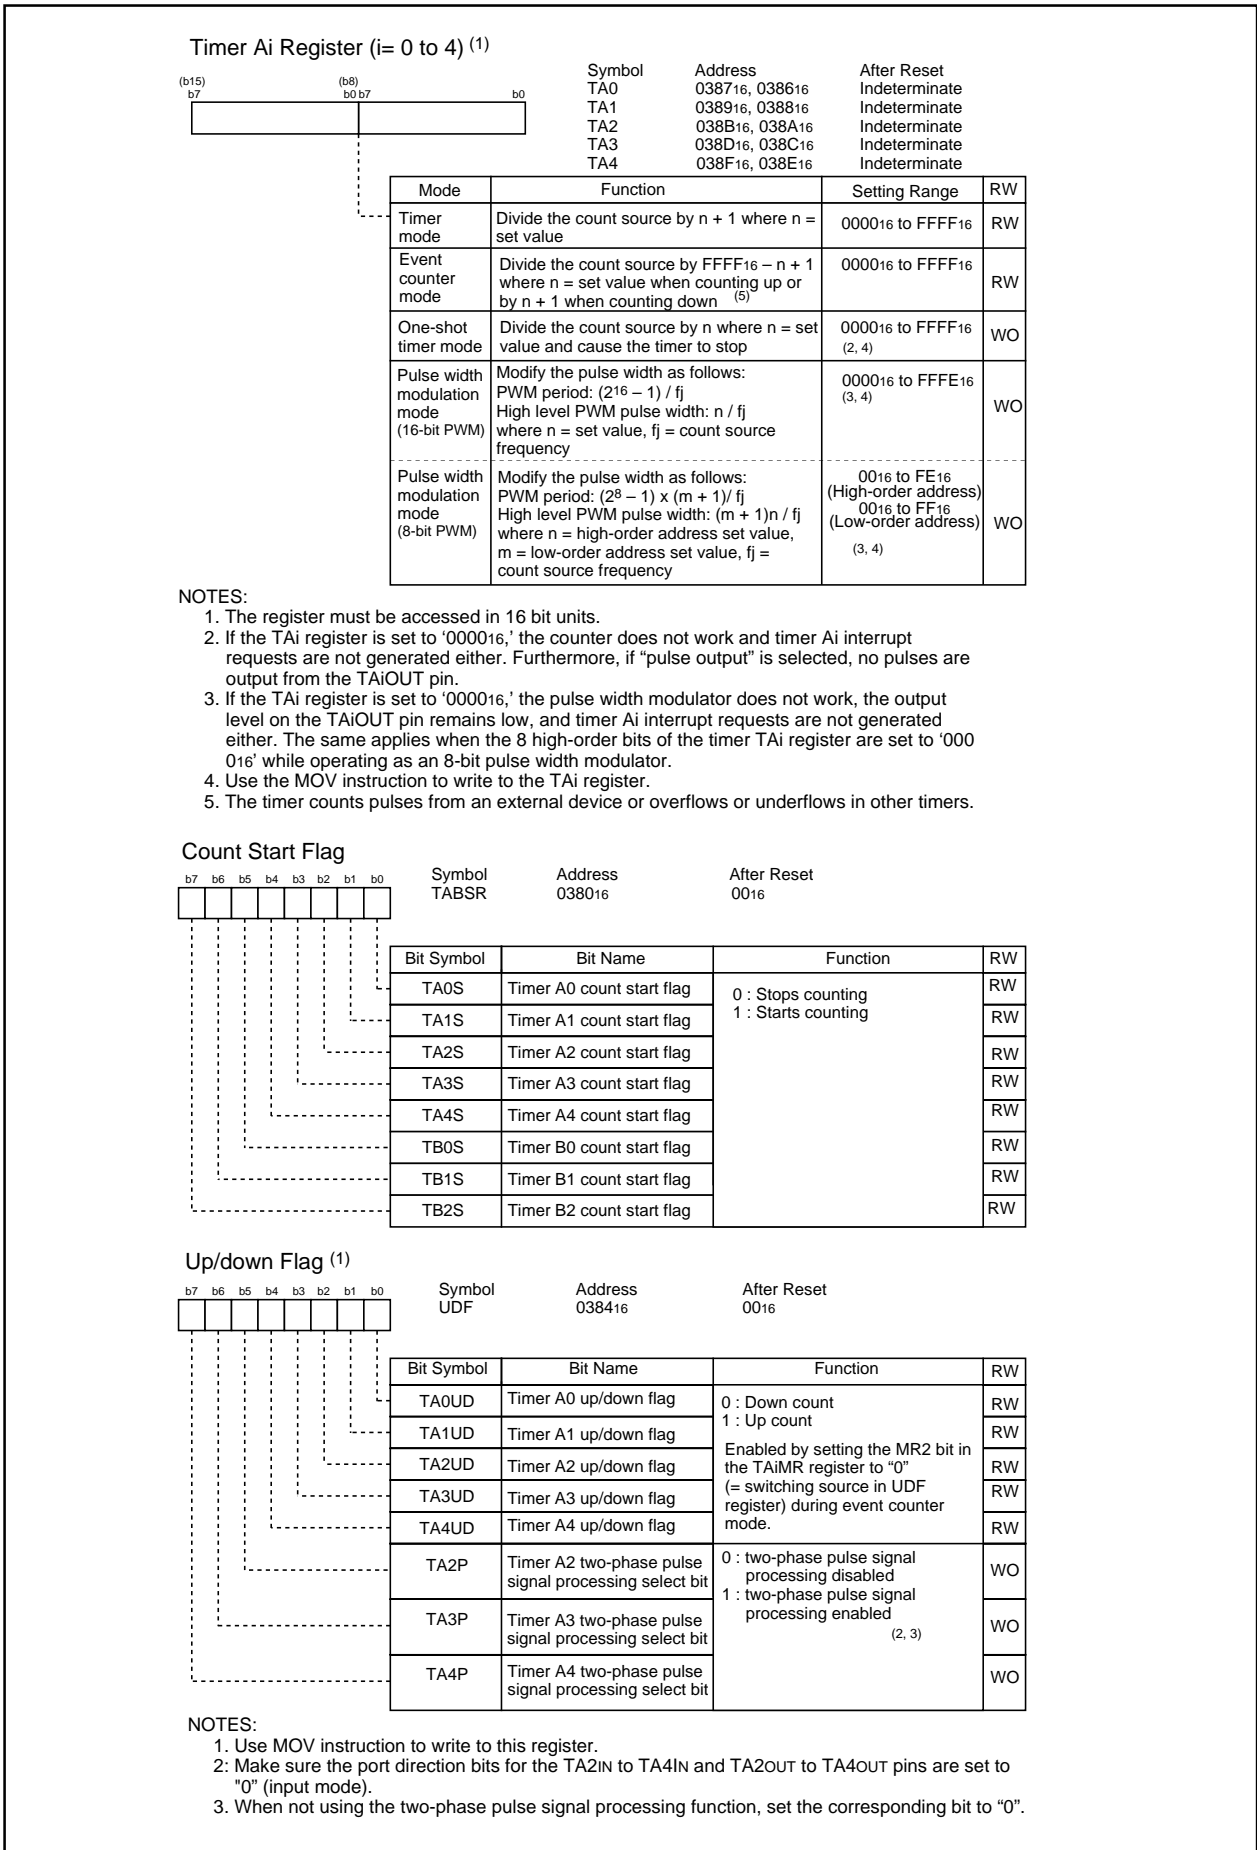 Timer Ai Register (i= 0 to 4) (1)
Symbol Address After Reset
TA0 038716, 038616 Indeterminate
TA1 038916, 038816 Indeterminate
TA2 038B16, 038A16 Indeterminate
TA3 038D16, 038C16 Indeterminate
TA4 038F16, 038E16 Indeterminate
(b15) (b8)
b7 b0 b7 b0
Mode Function Setting Range RW
Timer
mode
Divide the count source by n + 1 where n =
set value
000016 to FFFF16
RW
Event
counter
mode
Divide the count source by FFFF16 – n + 1
where n = set value when counting up or
by n + 1 when counting down (5)
000016 to FFFF16
RW
One-shot
timer mode
Divide the count source by n where n = set
value and cause the timer to stop
000016 to FFFF16
(2, 4)
WO
Pulse width
modulation
mode
(16-bit PWM)
Modify the pulse width as follows:
PWM period: (216 – 1) / fj
High level PWM pulse width: n / fj
where n = set value, fj = count source
frequency
000016 to FFFE16
(3, 4)
WO
Pulse width
modulation
mode
(8-bit PWM)
Modify the pulse width as follows:
PWM period: (28 – 1) x (m + 1)/ fj
High level PWM pulse width: (m + 1)n / fj
where n = high-order address set value,
m = low-order address set value, fj =
count source frequency
0016 to FE16
(High-order address)
0016 to FF16
(Low-order address)
(3, 4)
WO
NOTES:
1. The register must be accessed in 16 bit units.
2. If the TAi register is set to ‘000016,’ the counter does not work and timer Ai interrupt
requests are not generated either. Furthermore, if “pulse output” is selected, no pulses are
output from the TAiOUT pin.
3. If the TAi register is set to ‘000016,’ the pulse width modulator does not work, the output
level on the TAiOUT pin remains low, and timer Ai interrupt requests are not generated
either. The same applies when the 8 high-order bits of the timer TAi register are set to ‘000
016’ while operating as an 8-bit pulse width modulator.
4. Use the MOV instruction to write to the TAi register.
5. The timer counts pulses from an external device or overflows or underflows in other timers.
Count Start Flag
b7 b6 b5 b4 b3 b2 b1 b0
Symbol Address After Reset
TABSR 038016 0016
Bit Symbol Bit Name Function RW
TA0S Timer A0 count start flag RW
0 : Stops counting
1 : Starts counting
TA1S Timer A1 count start flag RW
TA2S Timer A2 count start flag RW
TA3S Timer A3 count start flag RW
TA4S Timer A4 count start flag RW
TB0S Timer B0 count start flag RW
TB1S Timer B1 count start flag RW
TB2S Timer B2 count start flag RW
Up/down Flag (1)
b7 b6 b5 b4 b3 b2 b1 b0
Symbol Address After Reset
UDF 038416 0016
Bit Symbol Bit Name Function RW
TA0UD Timer A0 up/down flag RW
TA1UD Timer A1 up/down flag RW
TA2UD Timer A2 up/down flag RW
TA3UD Timer A3 up/down flag RW
TA4UD Timer A4 up/down flag RW
0 : Down count
1 : Up count
Enabled by setting the MR2 bit in
the TAiMR register to “0”
(= switching source in UDF
register) during event counter
mode.
TA2P
Timer A2 two-phase pulse
signal processing select bit
WO
TA3P
Timer A3 two-phase pulse
signal processing select bit
WO
TA4P
Timer A4 two-phase pulse
signal processing select bit
WO
0 : two-phase pulse signal
processing disabled
1 : two-phase pulse signal
processing enabled
(2, 3)
NOTES:
1. Use MOV instruction to write to this register.
2: Make sure the port direction bits for the TA2IN to TA4IN and TA2OUT to TA4OUT pins are set to
"0” (input mode).
3. When not using the two-phase pulse signal processing function, set the corresponding bit to “0”.